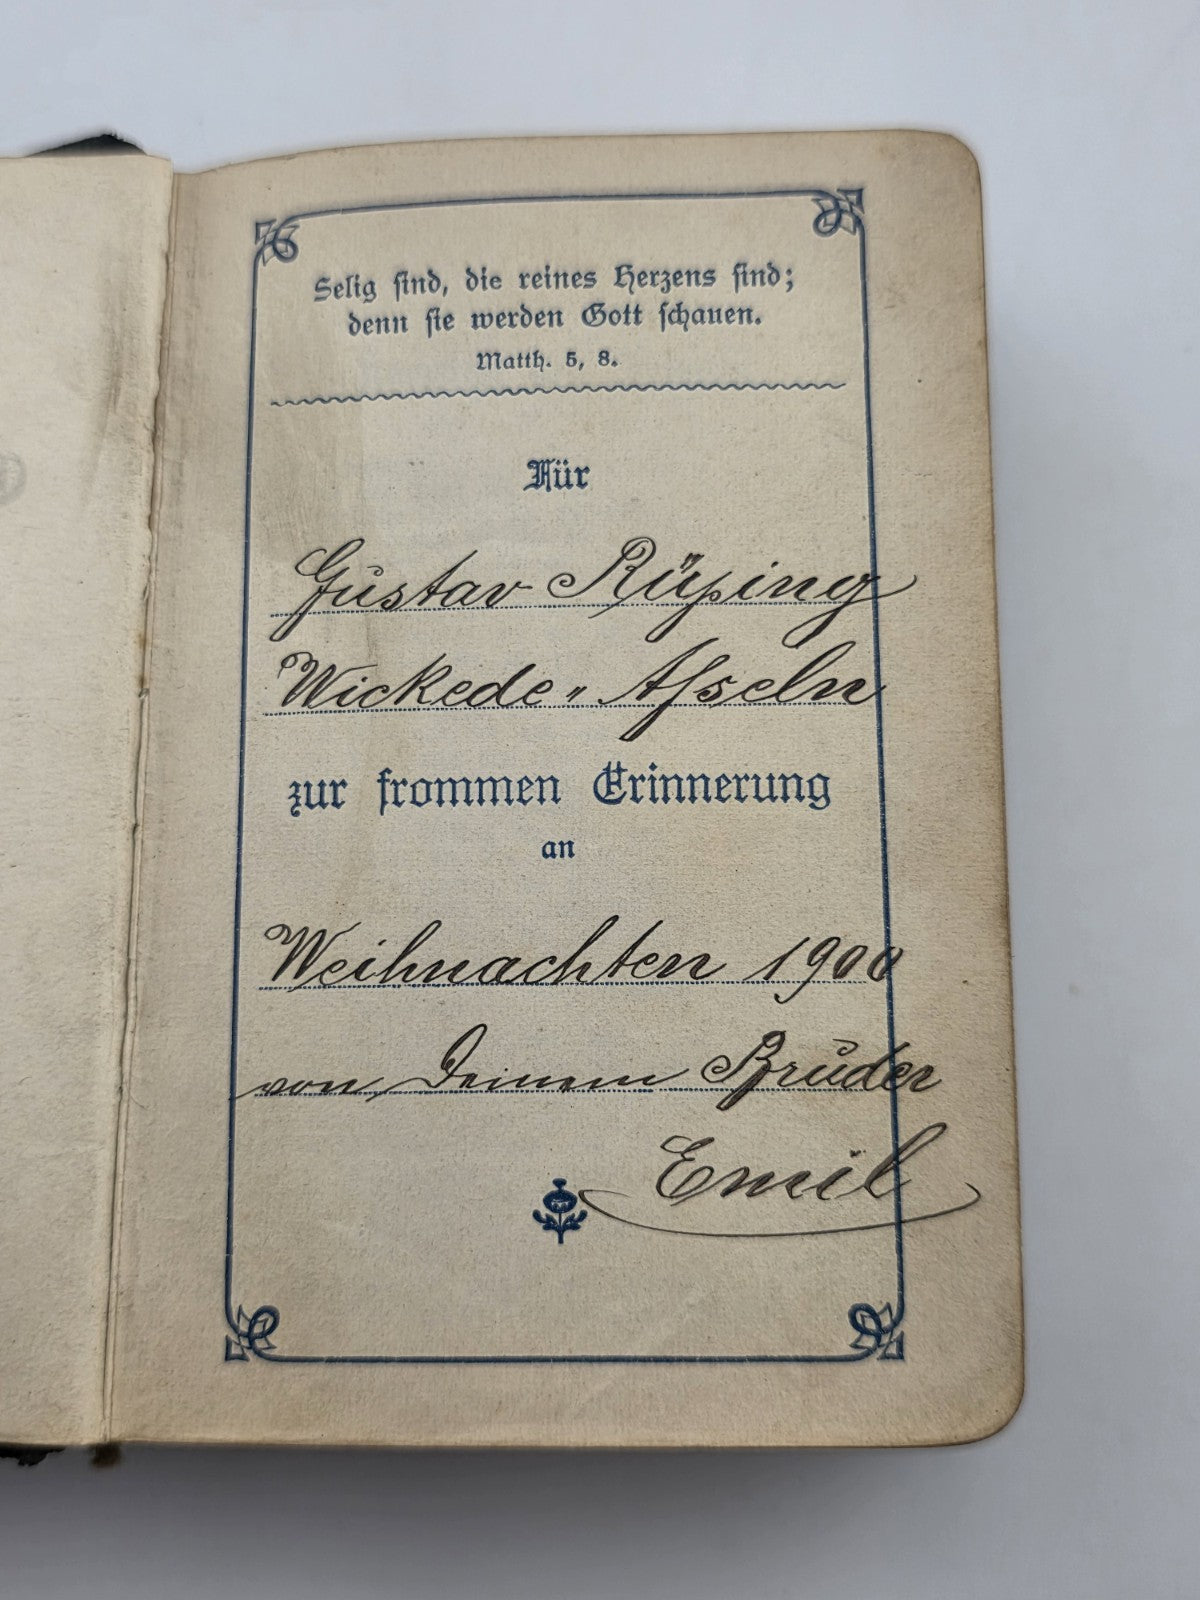 Selig sind, die reines Herzens sind;
denn sie werden Gott schauen.
Matth. 5, 8.
Für
Gustav Rüping
Wickede-Asseln
zur frommen Erinnerung
an
Weihnachten 1900
von Deinem Bruder
Emil